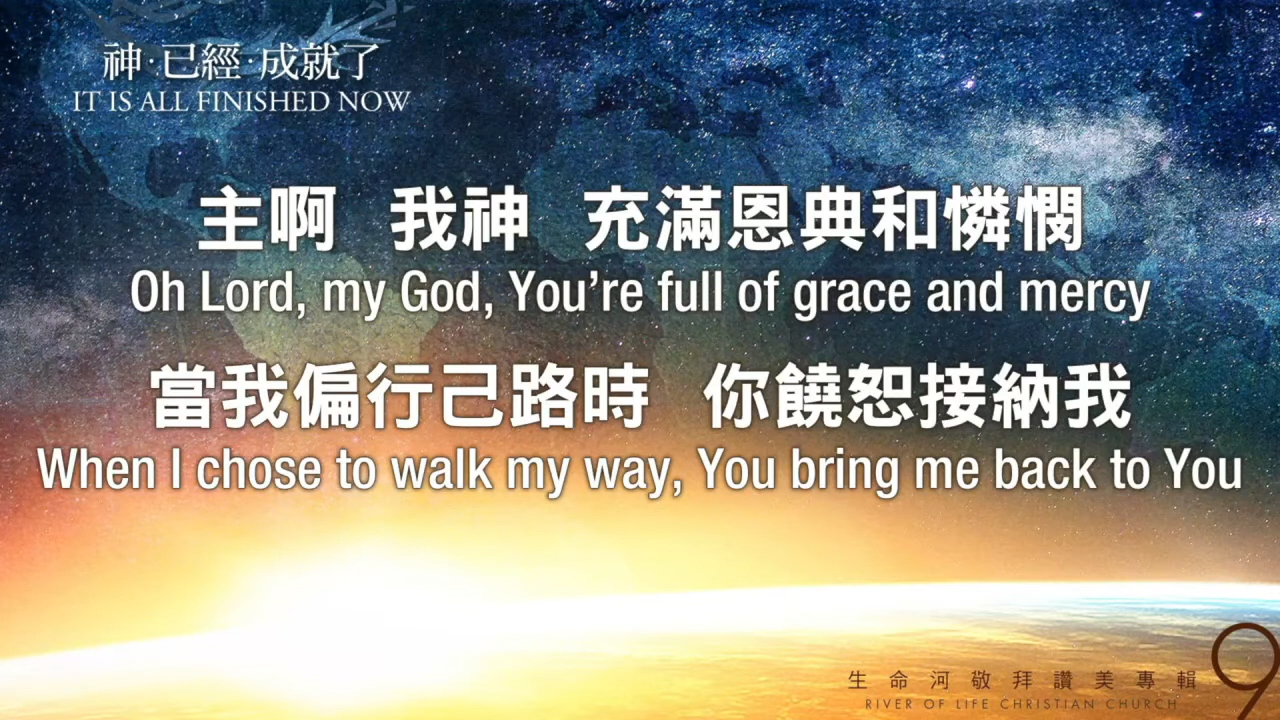 神·已經·成就了
IT IS ALL FINISHED NOW
主啊 我神 充滿恩典和憐憫
Oh Lord, my God, You're full of grace and mercy
當我偏行己路時 你饒恕接納我
When I chose to walk my way, You bring me back to You
生命河敬拜讚美專輯 9
RIVER OF LIFE CHRISTIAN CHURCH